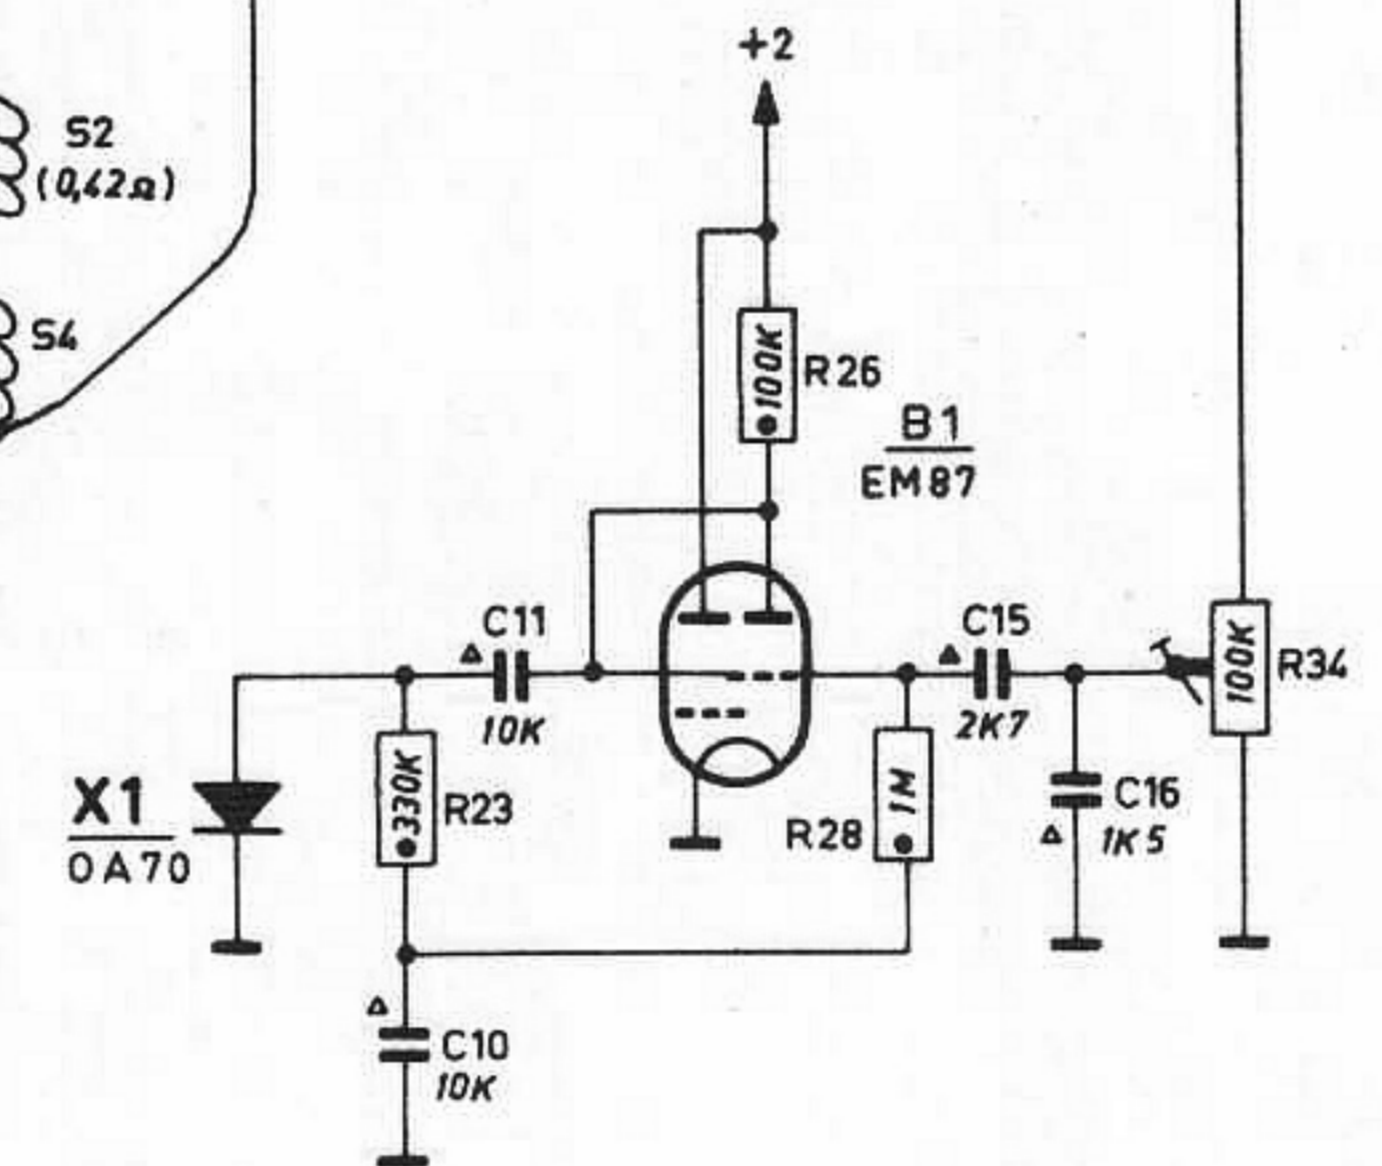 +2
S2
(0,42Ω)
S4
100K
R26
B1
EM87
C11
10K
C15
2K7
100K
R34
X1
OA70
330K
R23
R28
1M
C16
1K5
C10
10K